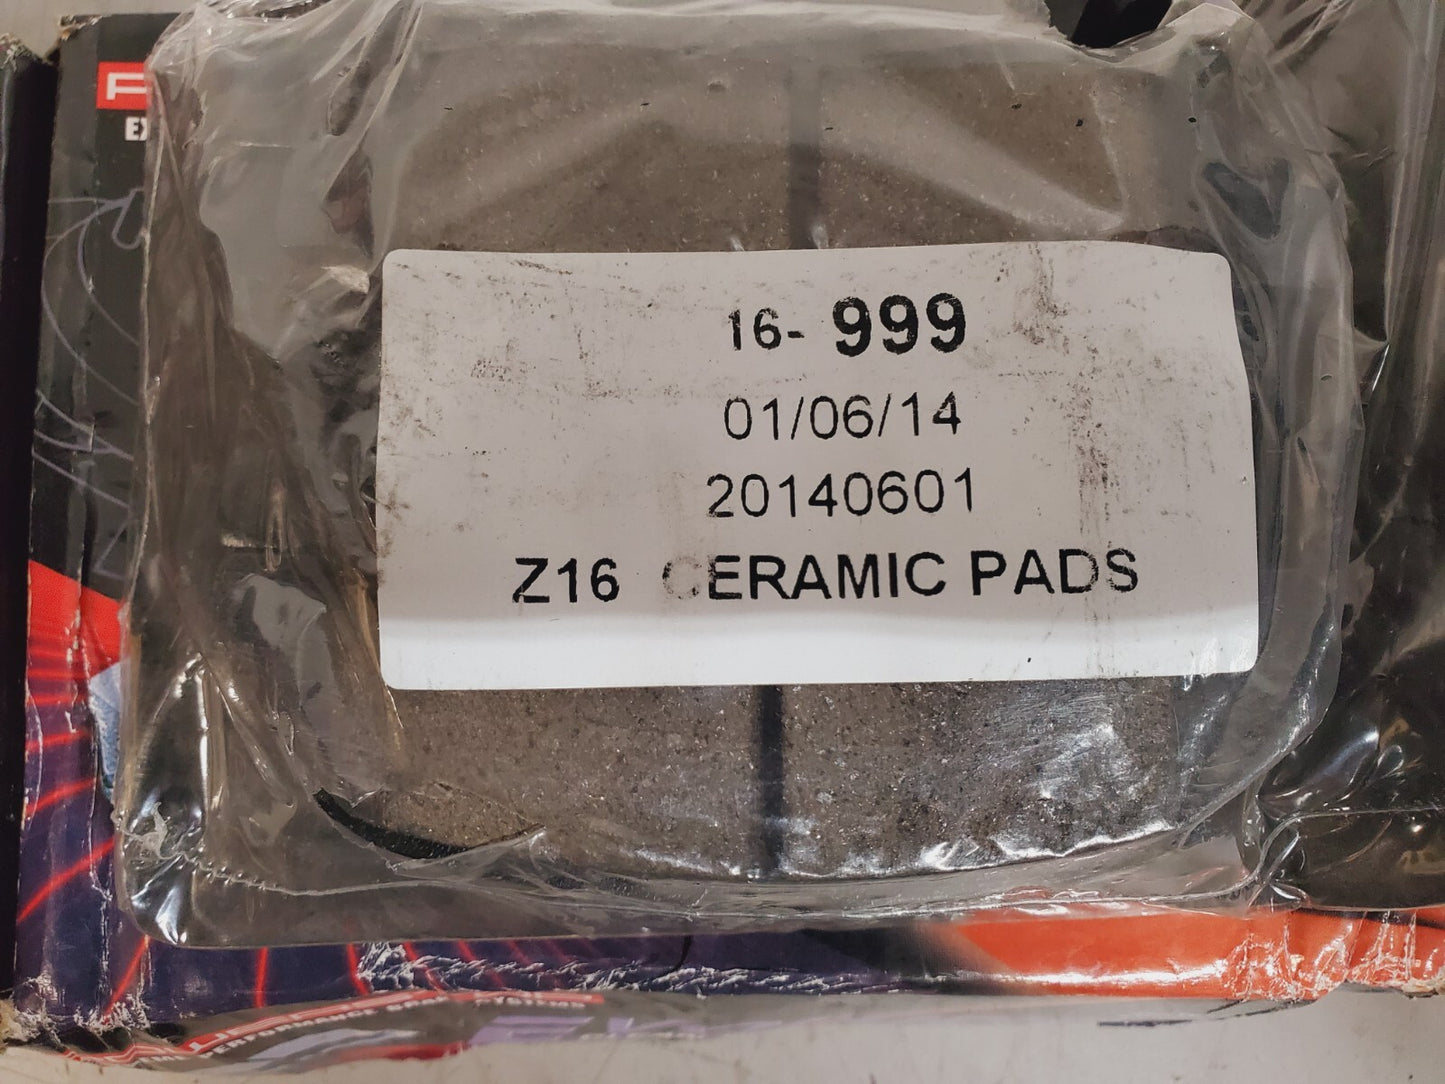 16- 999
01/06/14
20140601
Z16 CERAMIC PADS